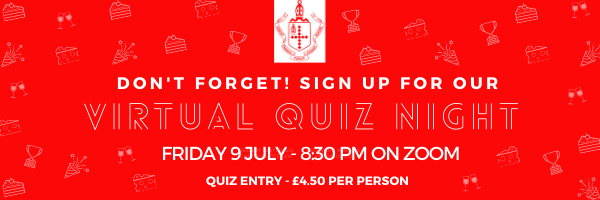 DON'T FORGET! SIGN UP FOR OUR
VIRTUAL QUIZ NIGHT
FRIDAY 9 JULY - 8:30 PM ON ZOOM
QUIZ ENTRY - £4.50 PER PERSON